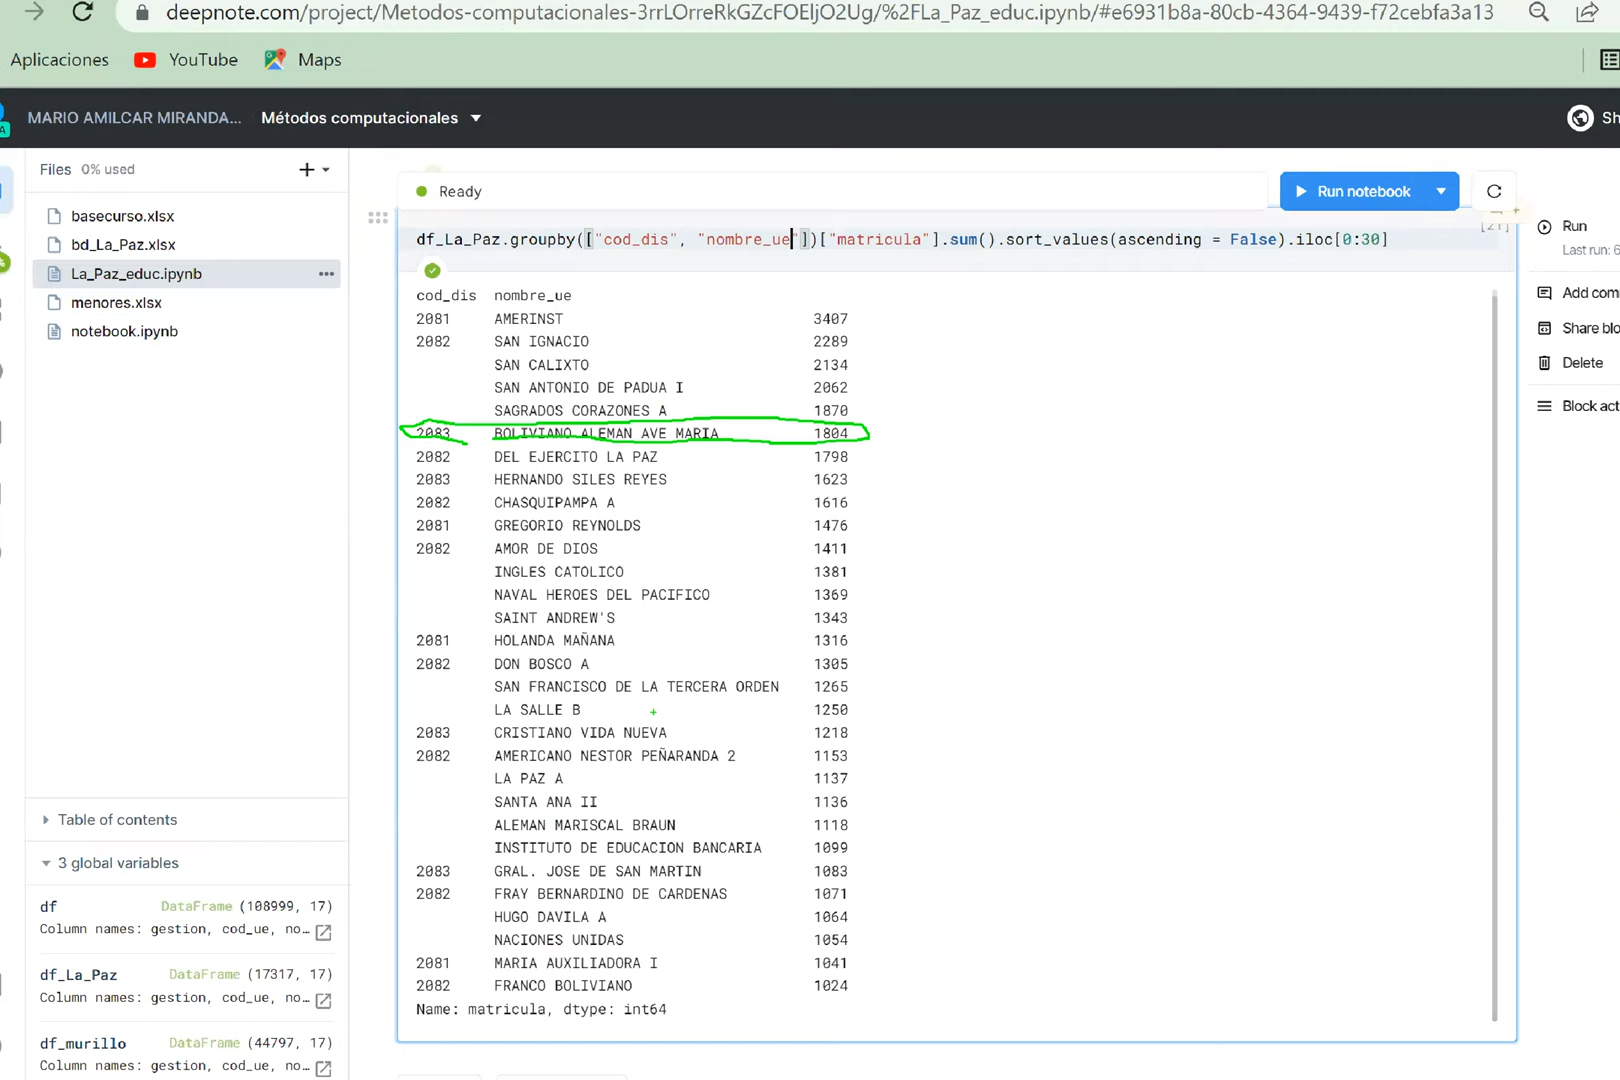 deepnote.com/project/Metodos-computacionales-3rrLOrreRkGZcFOEljO2Ug/%2FLa_Paz_educ.ipynb/#e6931b8a-80cb-4364-9439-f72cebfa3a13
Aplicaciones YouTube Maps
MARIO AMILCAR MIRANDA... Métodos computacionales Sh
Files 0% used
basecurso.xlsx
bd_La_Paz.xlsx
La_Paz_educ.ipynb
menores.xlsx
notebook.ipynb
Table of contents
3 global variables
df DataFrame (108999, 17)
Column names: gestion, cod_ue, no…
df_La_Paz DataFrame (17317, 17)
Column names: gestion, cod_ue, no…
df_murillo DataFrame (44797, 17)
Column names: gestion, cod_ue, no…
Ready
Run notebook
df_La_Paz.groupby(["cod_dis", "nombre_ue"])["matricula"].sum().sort_values(ascending = False).iloc[0:30]
[21]
cod_dis nombre_ue
2081 AMERINST 3407
2082 SAN IGNACIO 2289
SAN CALIXTO 2134
SAN ANTONIO DE PADUA I 2062
SAGRADOS CORAZONES A 1870
2083 BOLIVIANO ALEMAN AVE MARIA 1804
2082 DEL EJERCITO LA PAZ 1798
2083 HERNANDO SILES REYES 1623
2082 CHASQUIPAMPA A 1616
2081 GREGORIO REYNOLDS 1476
2082 AMOR DE DIOS 1411
INGLES CATOLICO 1381
NAVAL HEROES DEL PACIFICO 1369
SAINT ANDREW'S 1343
2081 HOLANDA MAÑANA 1316
2082 DON BOSCO A 1305
SAN FRANCISCO DE LA TERCERA ORDEN 1265
LA SALLE B 1250
2083 CRISTIANO VIDA NUEVA 1218
2082 AMERICANO NESTOR PEÑARANDA 2 1153
LA PAZ A 1137
SANTA ANA II 1136
ALEMAN MARISCAL BRAUN 1118
INSTITUTO DE EDUCACION BANCARIA 1099
2083 GRAL. JOSE DE SAN MARTIN 1083
2082 FRAY BERNARDINO DE CARDENAS 1071
HUGO DAVILA A 1064
NACIONES UNIDAS 1054
2081 MARIA AUXILIADORA I 1041
2082 FRANCO BOLIVIANO 1024
Name: matricula, dtype: int64
Run
Last run: 6
Add com
Share blo
Delete
Block act